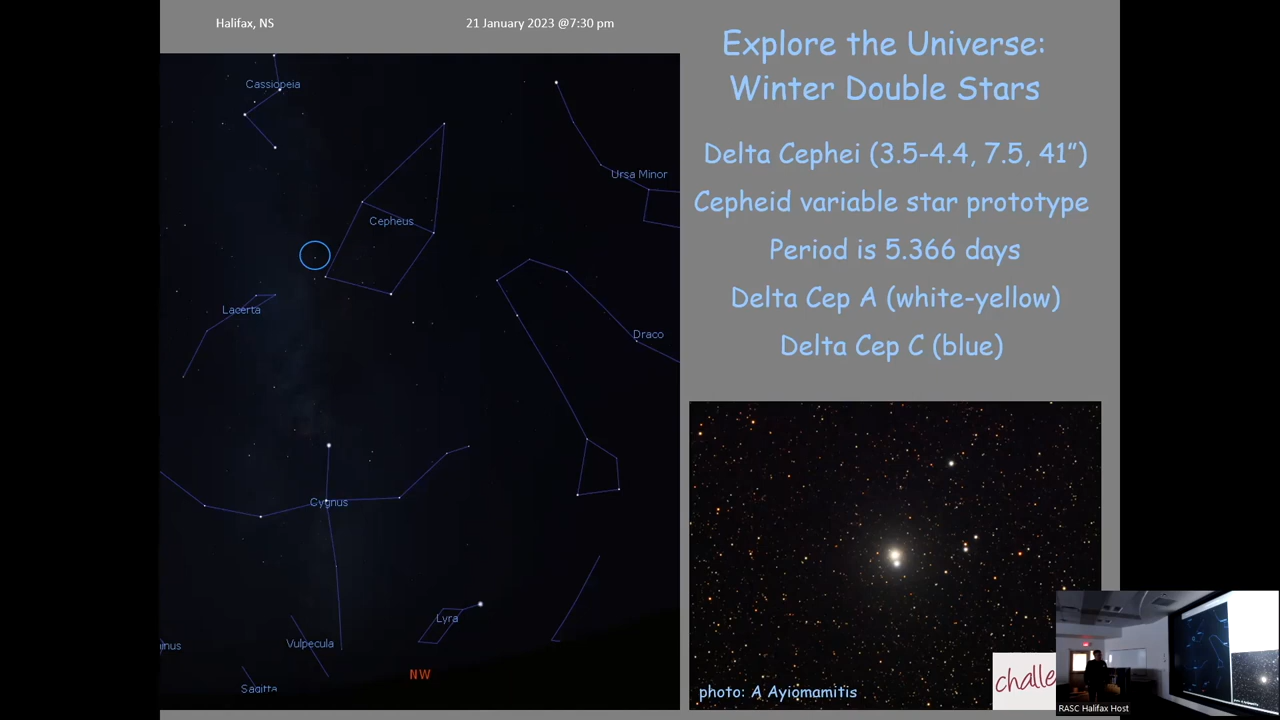 Halifax, NS
21 January 2023 @7:30 pm
Explore the Universe:
Winter Double Stars
Delta Cephei (3.5-4.4, 7.5, 41”)
Cepheid variable star prototype
Period is 5.366 days
Delta Cep A (white-yellow)
Delta Cep C (blue)
Cassiopeia
Ursa Minor
Cepheus
Lacerta
Draco
Cygnus
Lyra
Vulpecula
inus
NW
Sagitta
photo: A Ayiomamitis
challe
RASC Halifax Host